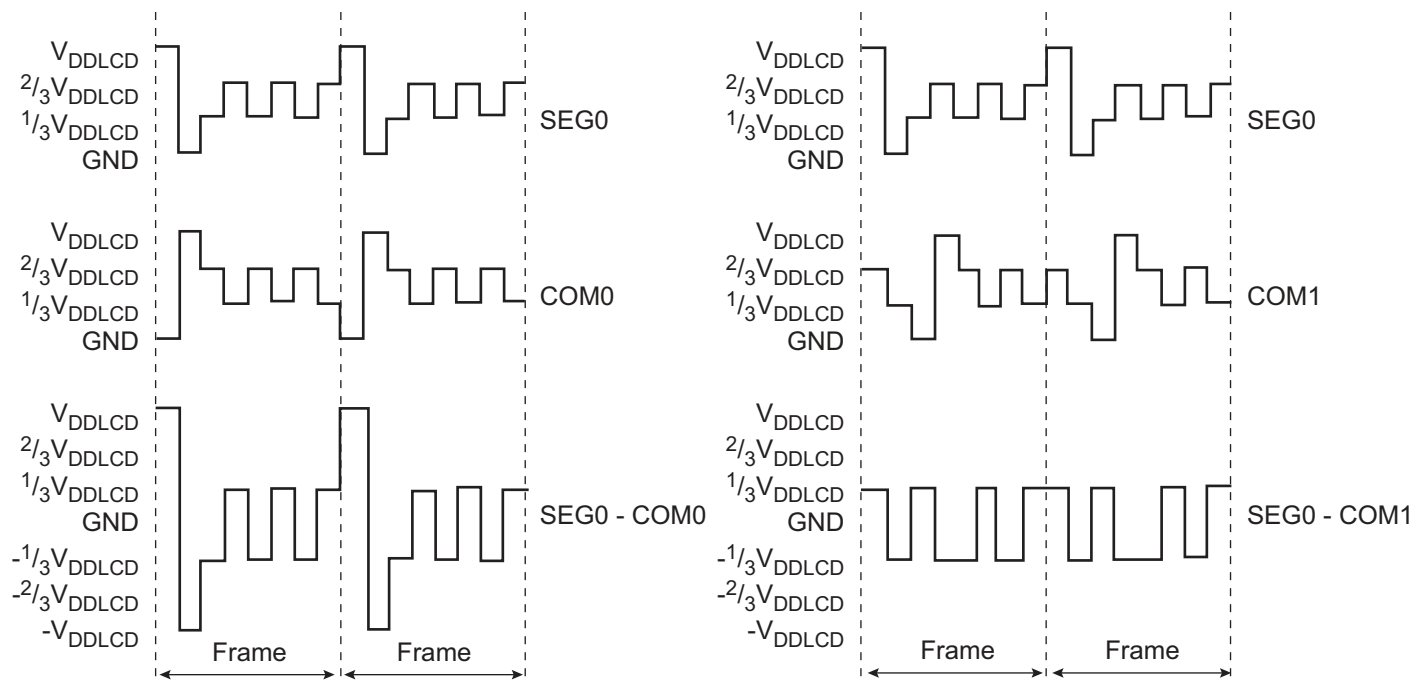 VDDLCD
2/3VDDLCD
1/3VDDLCD
GND
SEG0
VDDLCD
2/3VDDLCD
1/3VDDLCD
GND
COM0
VDDLCD
2/3VDDLCD
1/3VDDLCD
GND
-1/3VDDLCD
-2/3VDDLCD
-VDDLCD
SEG0 - COM0
Frame
Frame
VDDLCD
2/3VDDLCD
1/3VDDLCD
GND
SEG0
VDDLCD
2/3VDDLCD
1/3VDDLCD
GND
COM1
VDDLCD
2/3VDDLCD
1/3VDDLCD
GND
-1/3VDDLCD
-2/3VDDLCD
-VDDLCD
SEG0 - COM1
Frame
Frame